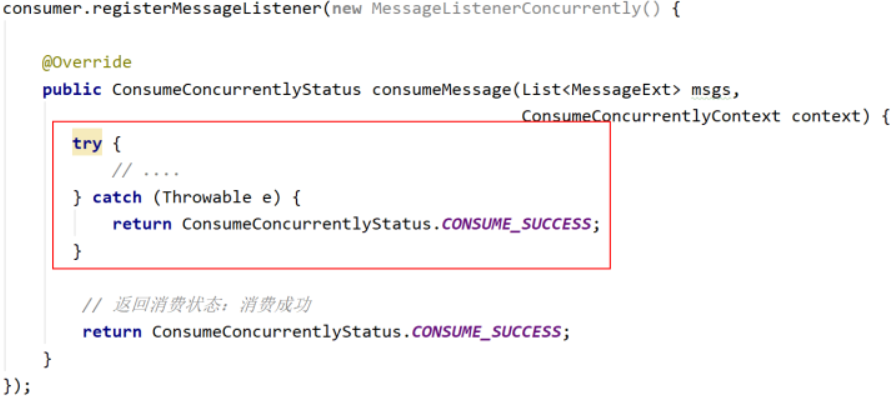 consumer.registerMessageListener(new MessageListenerConcurrently() {
@Override
public ConsumeConcurrentlyStatus consumeMessage(List<MessageExt> msgs,
ConsumeConcurrentlyContext context) {
try {
// ....
} catch (Throwable e) {
return ConsumeConcurrentlyStatus.CONSUME_SUCCESS;
}
// 返回消费状态：消费成功
return ConsumeConcurrentlyStatus.CONSUME_SUCCESS;
}
});